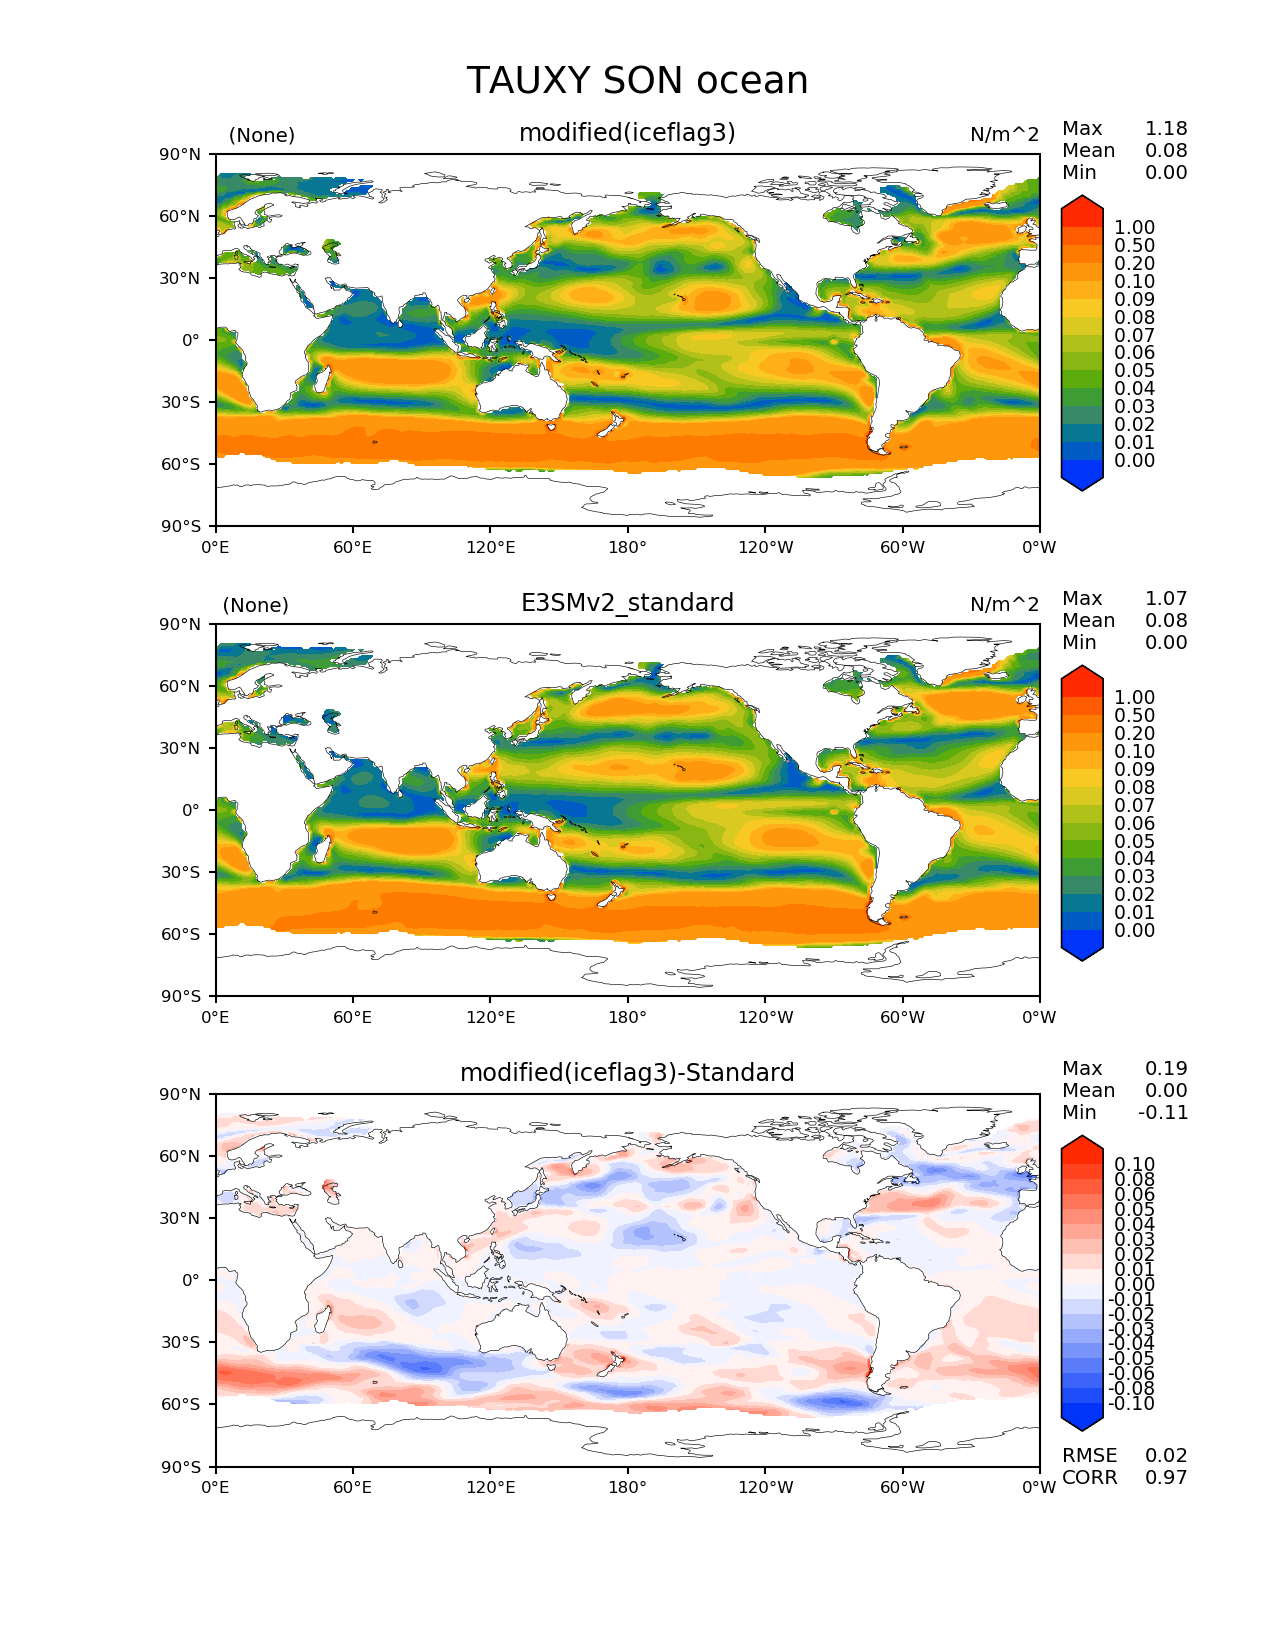 TAUXY SON ocean
(None) modified(iceflag3) N/m^2
Max 1.18
Mean 0.08
Min 0.00
90°N
60°N
30°N
0°
30°S
60°S
90°S
0°E 60°E 120°E 180° 120°W 60°W 0°W
1.00
0.50
0.20
0.10
0.09
0.08
0.07
0.06
0.05
0.04
0.03
0.02
0.01
0.00
(None) E3SMv2_standard N/m^2
Max 1.07
Mean 0.08
Min 0.00
90°N
60°N
30°N
0°
30°S
60°S
90°S
0°E 60°E 120°E 180° 120°W 60°W 0°W
1.00
0.50
0.20
0.10
0.09
0.08
0.07
0.06
0.05
0.04
0.03
0.02
0.01
0.00
modified(iceflag3)-Standard
Max 0.19
Mean 0.00
Min -0.11
90°N
60°N
30°N
0°
30°S
60°S
90°S
0°E 60°E 120°E 180° 120°W 60°W 0°W
0.10
0.08
0.06
0.05
0.04
0.03
0.02
0.01
0.00
-0.01
-0.02
-0.03
-0.04
-0.05
-0.06
-0.08
-0.10
RMSE 0.02
CORR 0.97